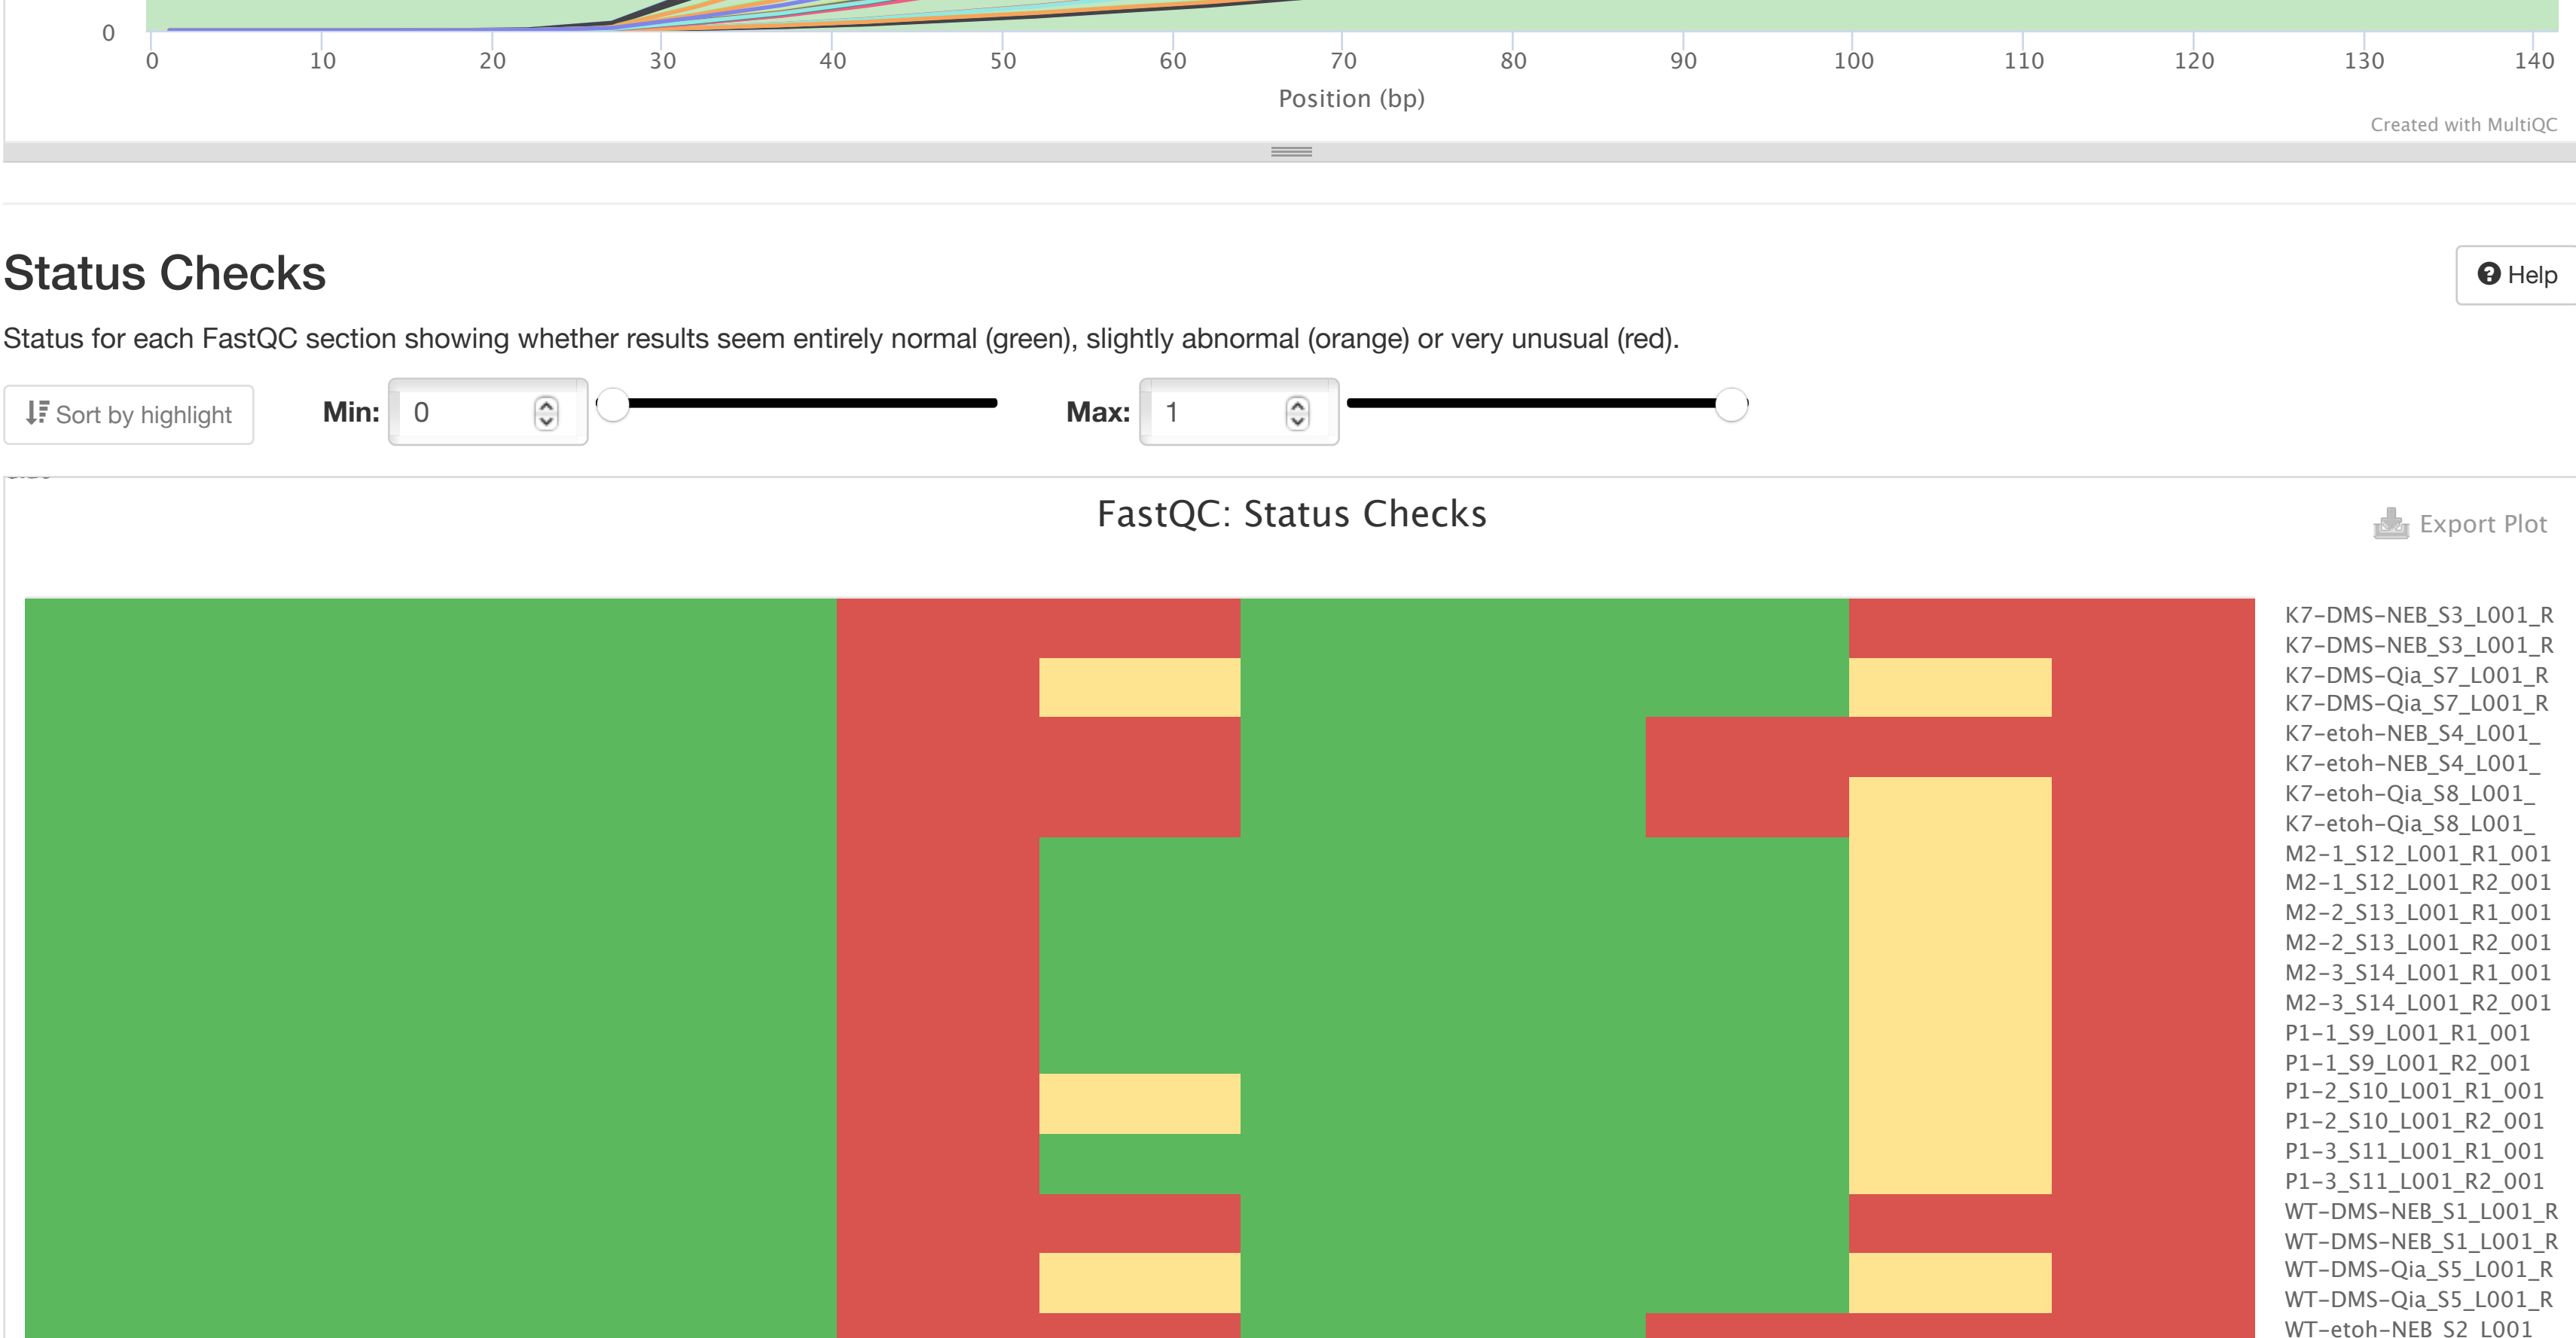 0
0 10 20 30 40 50 60 70 80 90 100 110 120 130 140
Position (bp)
Created with MultiQC
Status Checks
Help
Status for each FastQC section showing whether results seem entirely normal (green), slightly abnormal (orange) or very unusual (red).
Sort by highlight Min: 0 Max: 1
FastQC: Status Checks
Export Plot
K7-DMS-NEB_S3_L001_R
K7-DMS-NEB_S3_L001_R
K7-DMS-Qia_S7_L001_R
K7-DMS-Qia_S7_L001_R
K7-etoh-NEB_S4_L001_
K7-etoh-NEB_S4_L001_
K7-etoh-Qia_S8_L001_
K7-etoh-Qia_S8_L001_
M2-1_S12_L001_R1_001
M2-1_S12_L001_R2_001
M2-2_S13_L001_R1_001
M2-2_S13_L001_R2_001
M2-3_S14_L001_R1_001
M2-3_S14_L001_R2_001
P1-1_S9_L001_R1_001
P1-1_S9_L001_R2_001
P1-2_S10_L001_R1_001
P1-2_S10_L001_R2_001
P1-3_S11_L001_R1_001
P1-3_S11_L001_R2_001
WT-DMS-NEB_S1_L001_R
WT-DMS-NEB_S1_L001_R
WT-DMS-Qia_S5_L001_R
WT-DMS-Qia_S5_L001_R
WT-etoh-NEB_S2_L001_